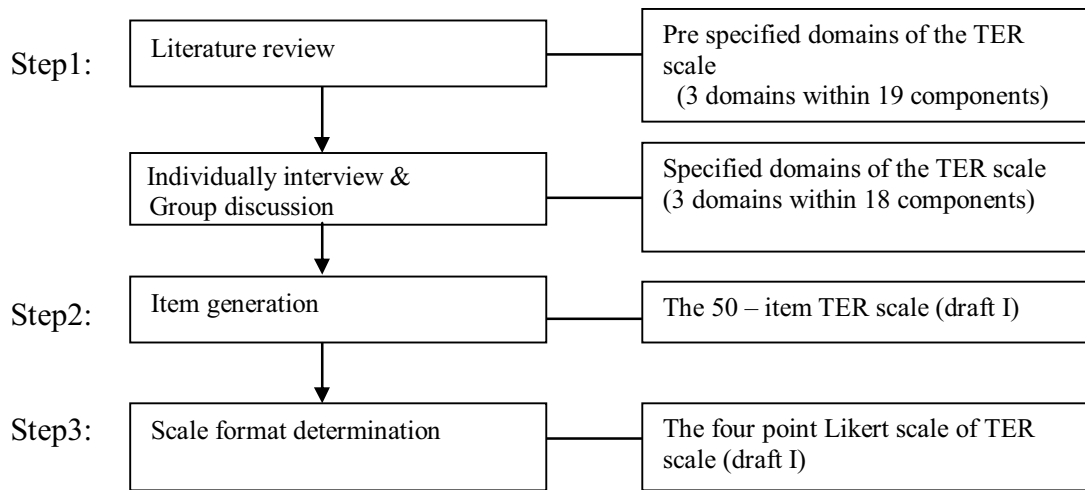 Step1:
Literature review
Pre specified domains of the TER
scale
(3 domains within 19 components)
Individually interview &
Group discussion
Specified domains of the TER scale
(3 domains within 18 components)
Step2:
Item generation
The 50 – item TER scale (draft I)
Step3:
Scale format determination
The four point Likert scale of TER
scale (draft I)